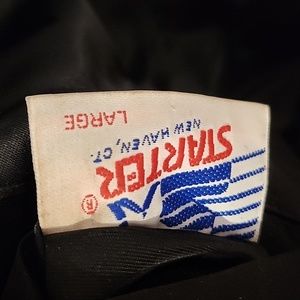 STARTER
®
NEW HAVEN, CT.
LARGE